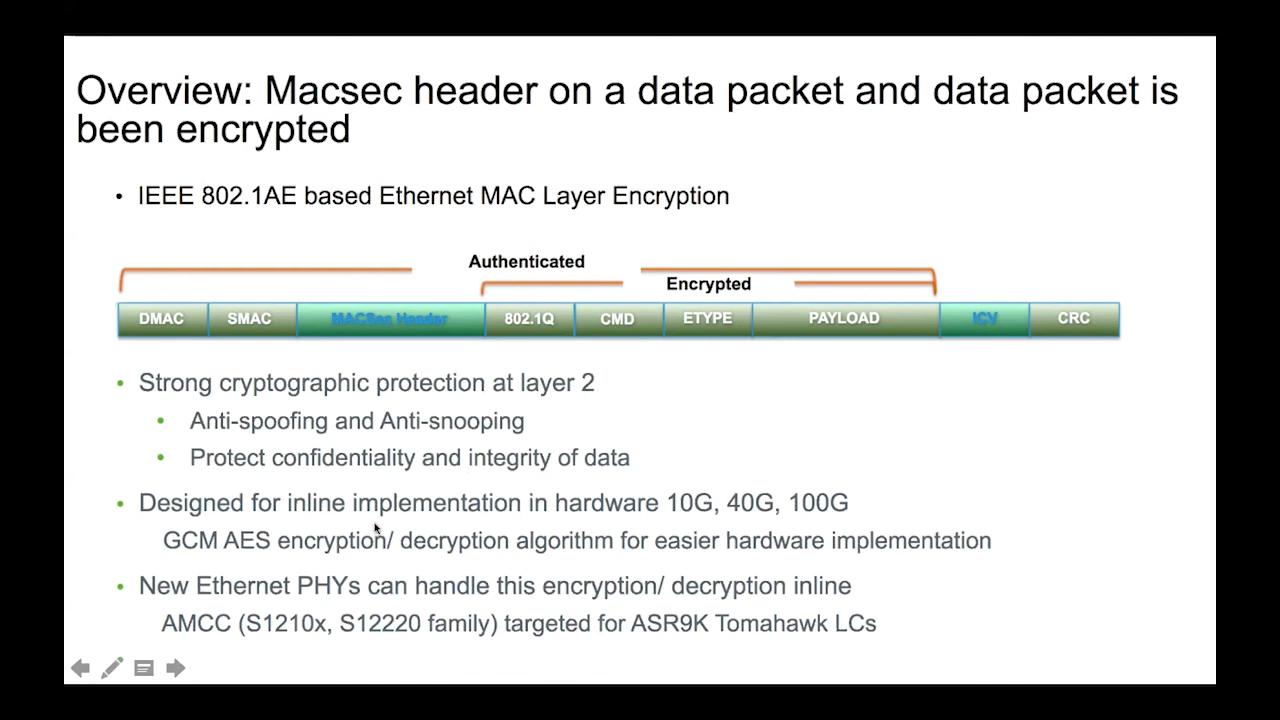 Overview: Macsec header on a data packet and data packet is
been encrypted
• IEEE 802.1AE based Ethernet MAC Layer Encryption
Authenticated
Encrypted
DMAC SMAC MACSec Header 802.1Q CMD ETYPE PAYLOAD ICV CRC
• Strong cryptographic protection at layer 2
• Anti-spoofing and Anti-snooping
• Protect confidentiality and integrity of data
• Designed for inline implementation in hardware 10G, 40G, 100G
GCM AES encryption/ decryption algorithm for easier hardware implementation
• New Ethernet PHYs can handle this encryption/ decryption inline
AMCC (S1210x, S12220 family) targeted for ASR9K Tomahawk LCs